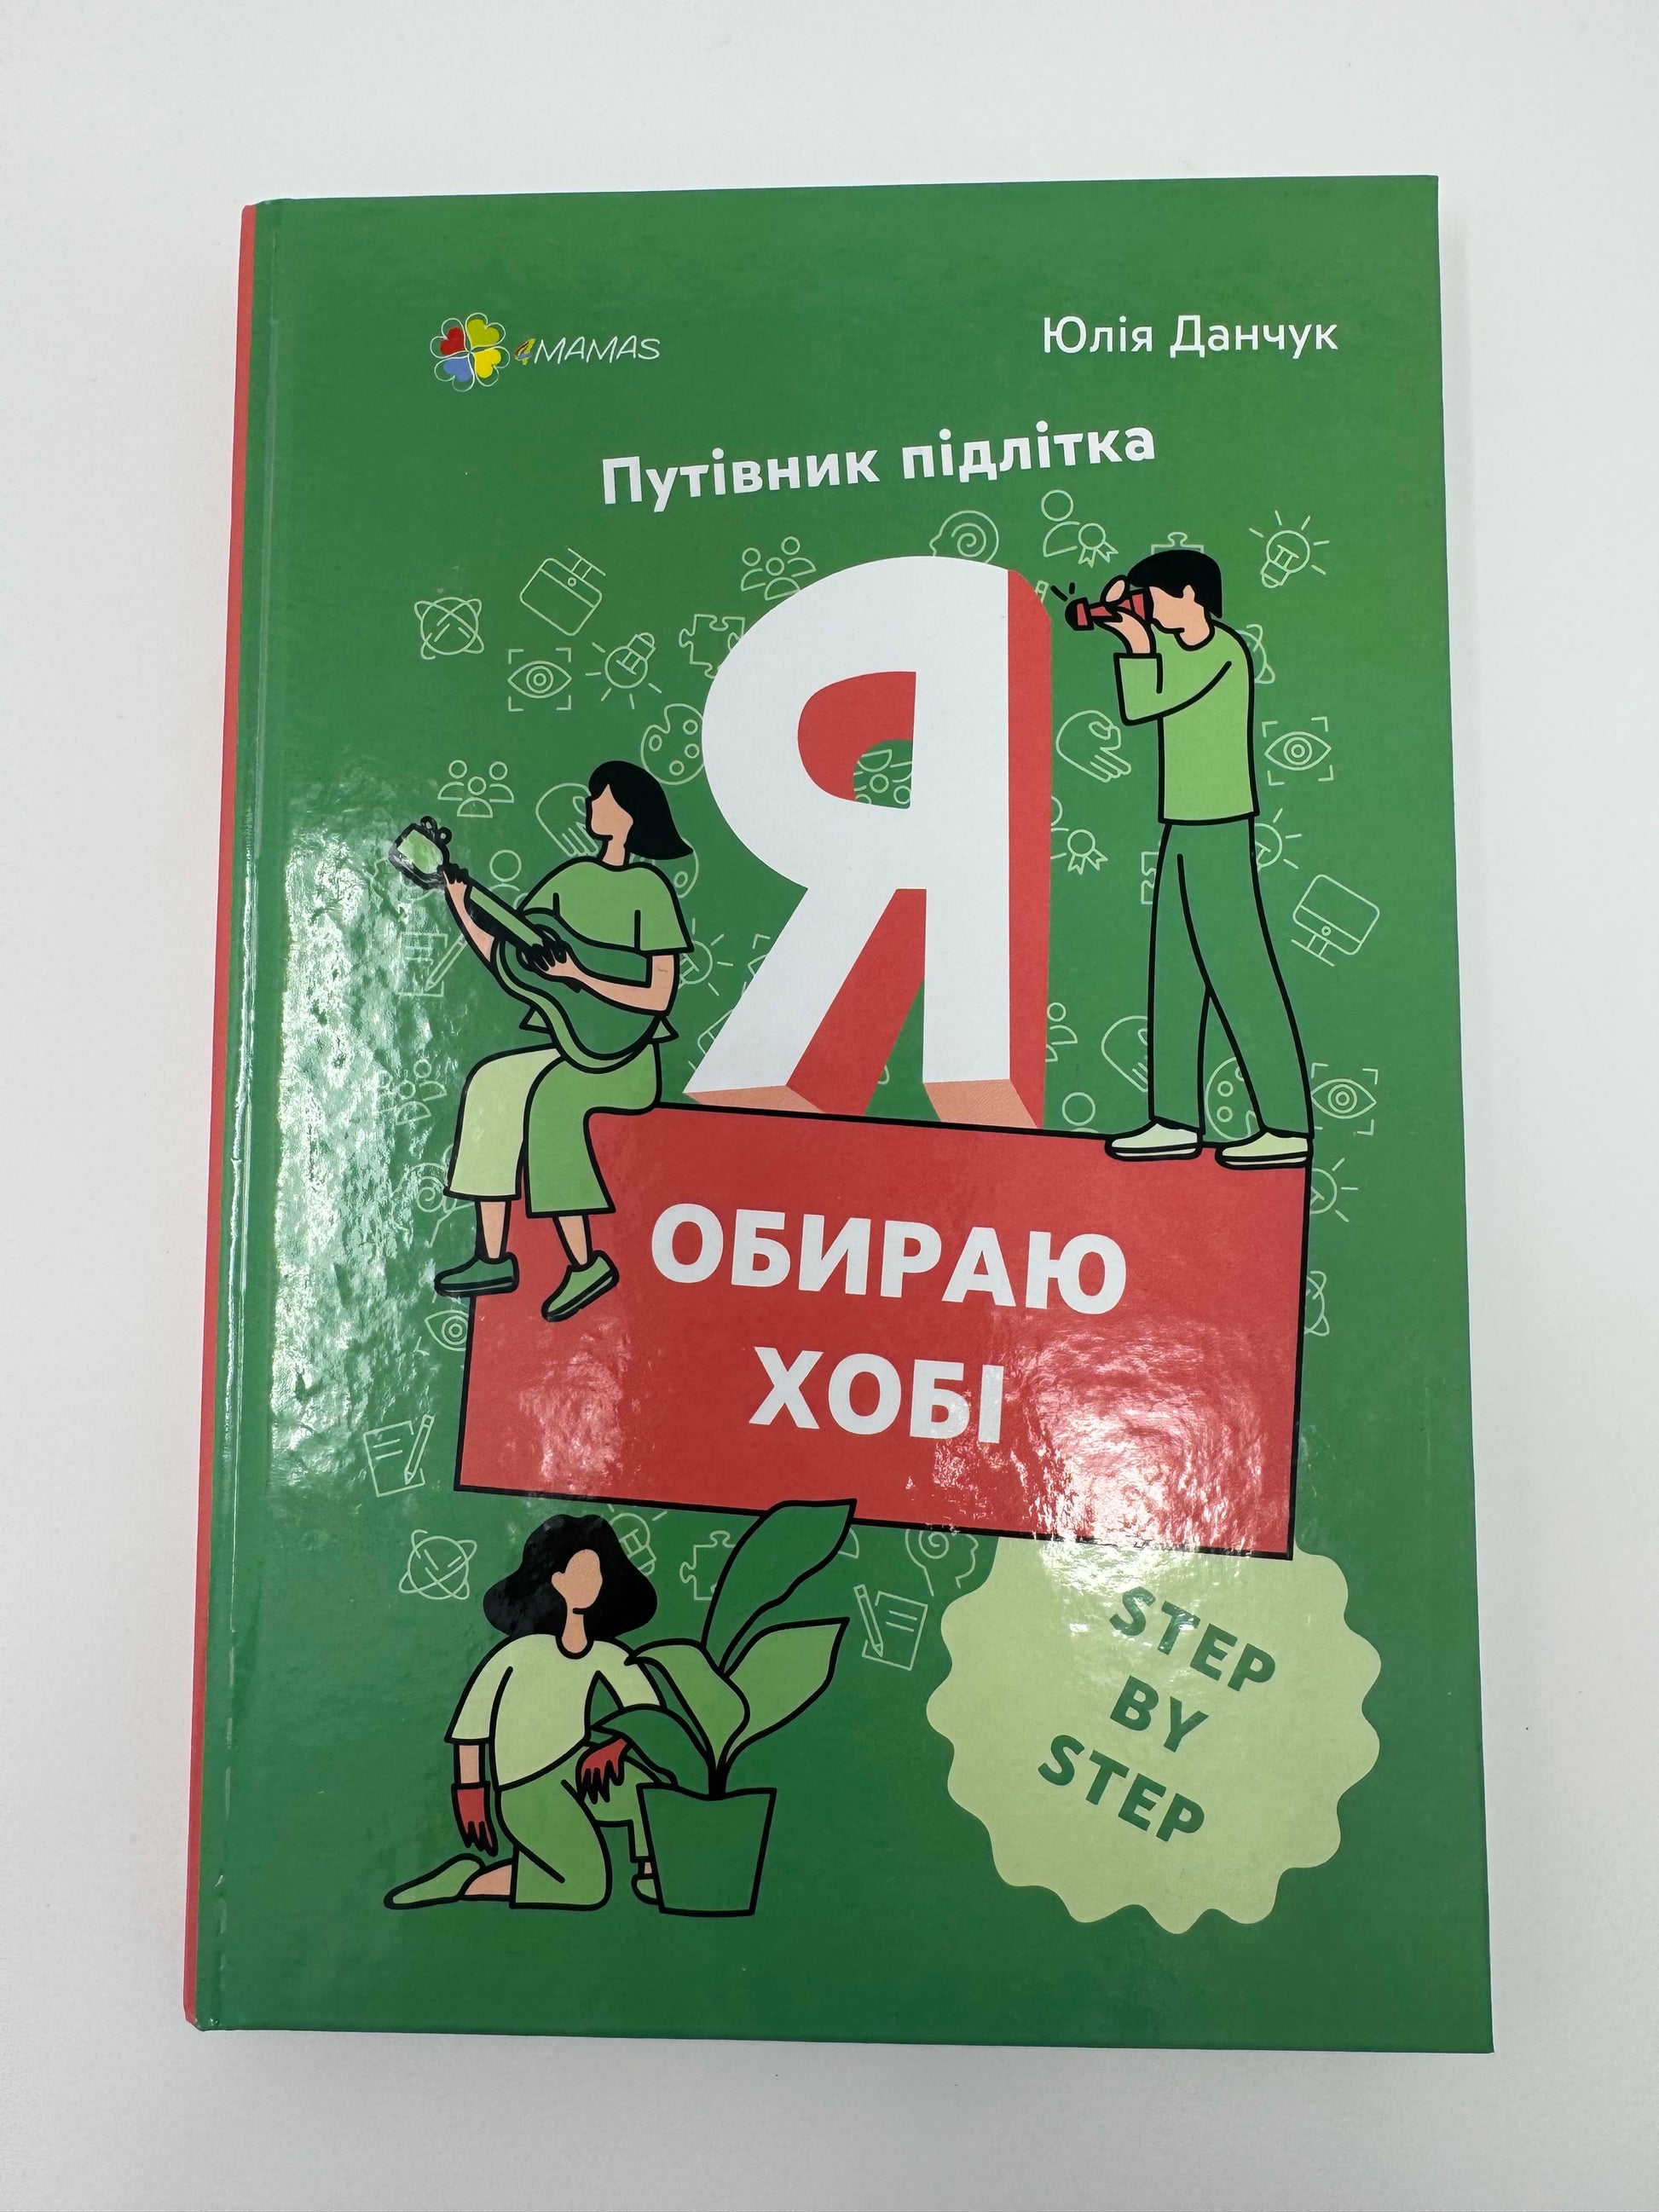 4MAMAS
Юлія Данчук
Путівник підлітка
Я
ОБИРАЮ
ХОБІ
STEP
BY
STEP